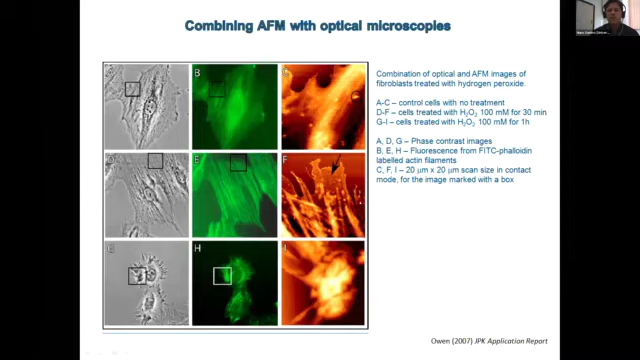 Combining AFM with optical microscopies
B
E
F
H
I
Combination of optical and AFM images of
fibroblasts treated with hydrogen peroxide.
A-C – control cells with no treatment
D-F – cells treated with H₂O₂ 100 mM for 30 min
G-I – cells treated with H₂O₂ 100 mM for 1h
A, D, G – Phase contrast images
B, E, H – Fluorescence from FITC-phalloidin
labelled actin filaments
C, F, I – 20 µm x 20 µm scan size in contact
mode, for the image marked with a box
Owen (2007) JPK Application Report